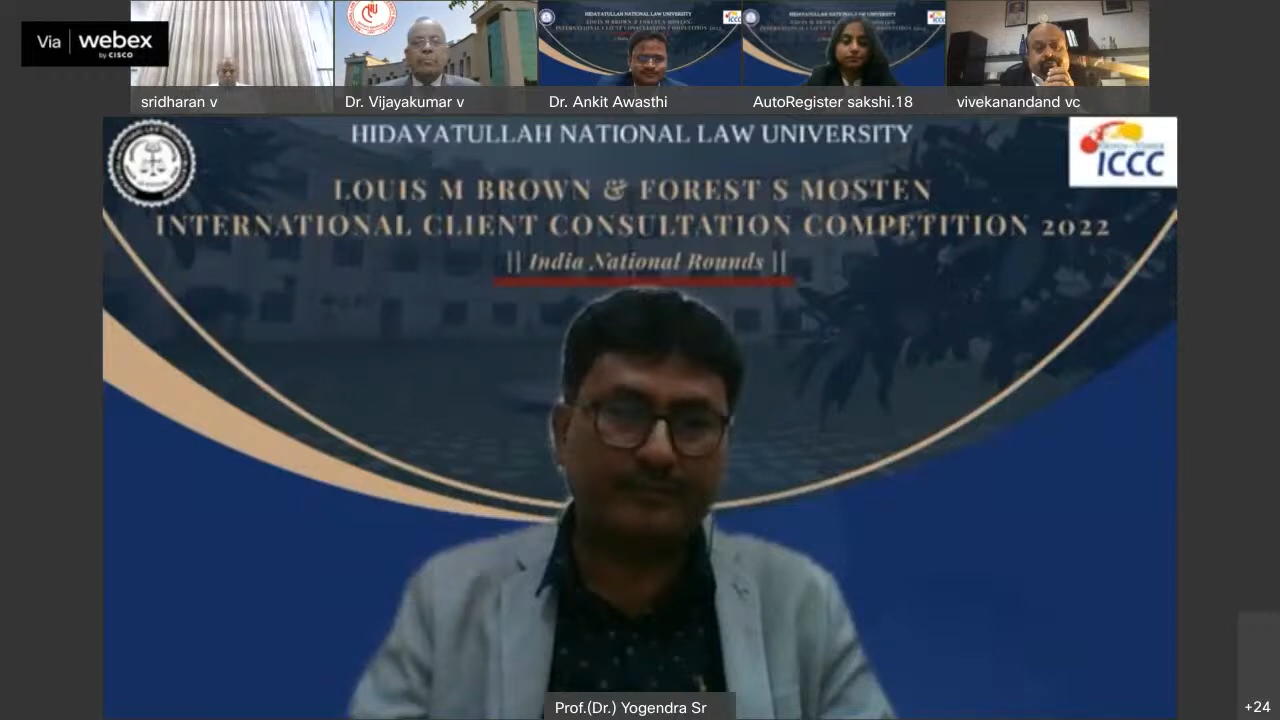 Via webex
by CISCO
sridharan v
Dr. Vijayakumar v
Dr. Ankit Awasthi
AutoRegister sakshi.18
vivekanandand vc
HIDAYATULLAH NATIONAL LAW UNIVERSITY
ICCC
LOUIS M BROWN & FOREST S MOSTEN
INTERNATIONAL CLIENT CONSULTATION COMPETITION 2022
|| India National Rounds ||
Prof.(Dr.) Yogendra Sr
+24